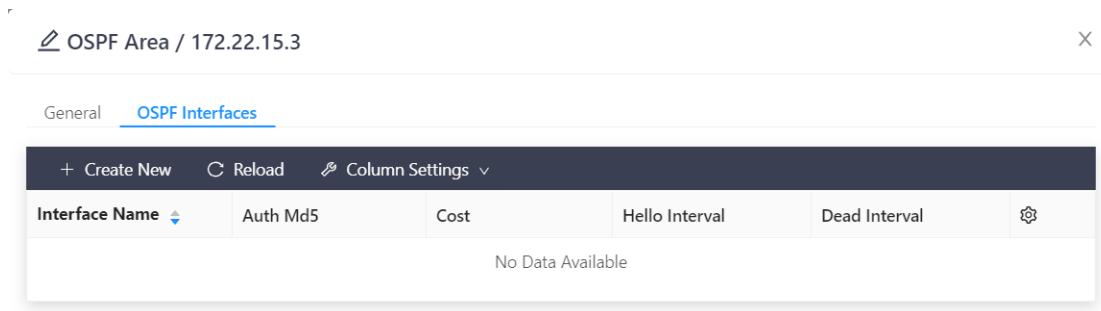 OSPF Area / 172.22.15.3
General OSPF Interfaces
+ Create New Reload Column Settings
Interface Name Auth Md5 Cost Hello Interval Dead Interval
No Data Available